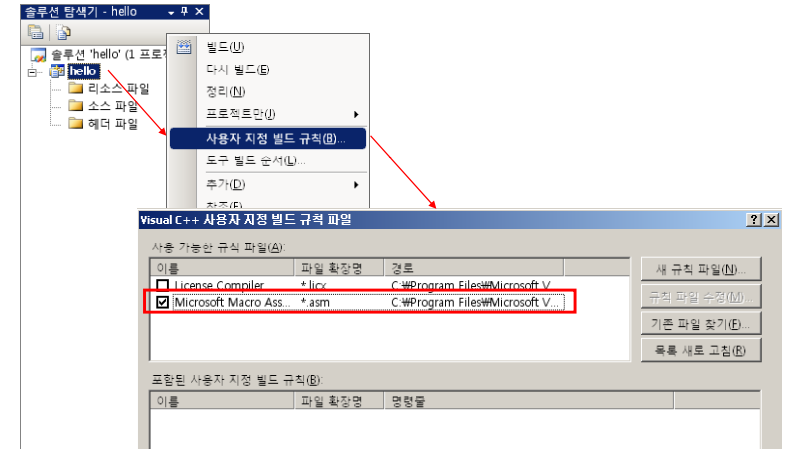 솔루션 탐색기 - hello
솔루션 'hello' (1 프로
hello
리소스 파일
소스 파일
헤더 파일
빌드(U)
다시 빌드(E)
정리(N)
프로젝트만(J)
사용자 지정 빌드 규칙(B)...
도구 빌드 순서(L)...
추가(D)
참조(F)
Visual C++ 사용자 지정 빌드 규칙 파일
사용 가능한 규칙 파일(A):
이름 파일 확장명 경로
License Compiler *.licx C:₩Program Files₩Microsoft V...
Microsoft Macro Ass... *.asm C:₩Program Files₩Microsoft V...
새 규칙 파일(N)...
규칙 파일 수정(M)...
기존 파일 찾기(F)...
목록 새로 고침(R)
포함된 사용자 지정 빌드 규칙(B):
이름 파일 확장명 명령줄